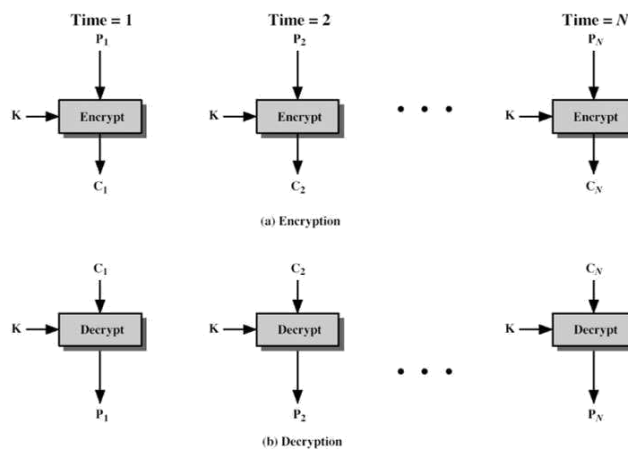 Time = 1 Time = 2 Time = N
P1 P2 PN
K Encrypt K Encrypt K Encrypt
C1 C2 CN
(a) Encryption
C1 C2 CN
K Decrypt K Decrypt K Decrypt
P1 P2 PN
(b) Decryption